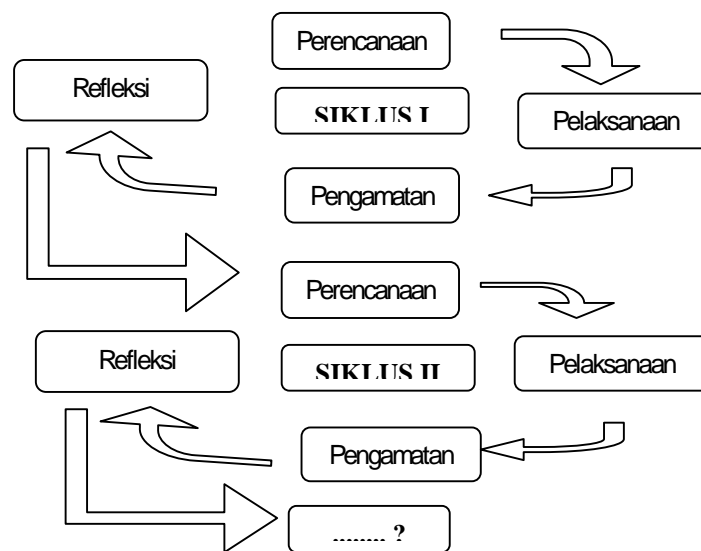 Perencanaan
Refleksi
SIKLUS I
Pelaksanaan
Pengamatan
Perencanaan
Refleksi
SIKLUS II
Pelaksanaan
Pengamatan
........ ?